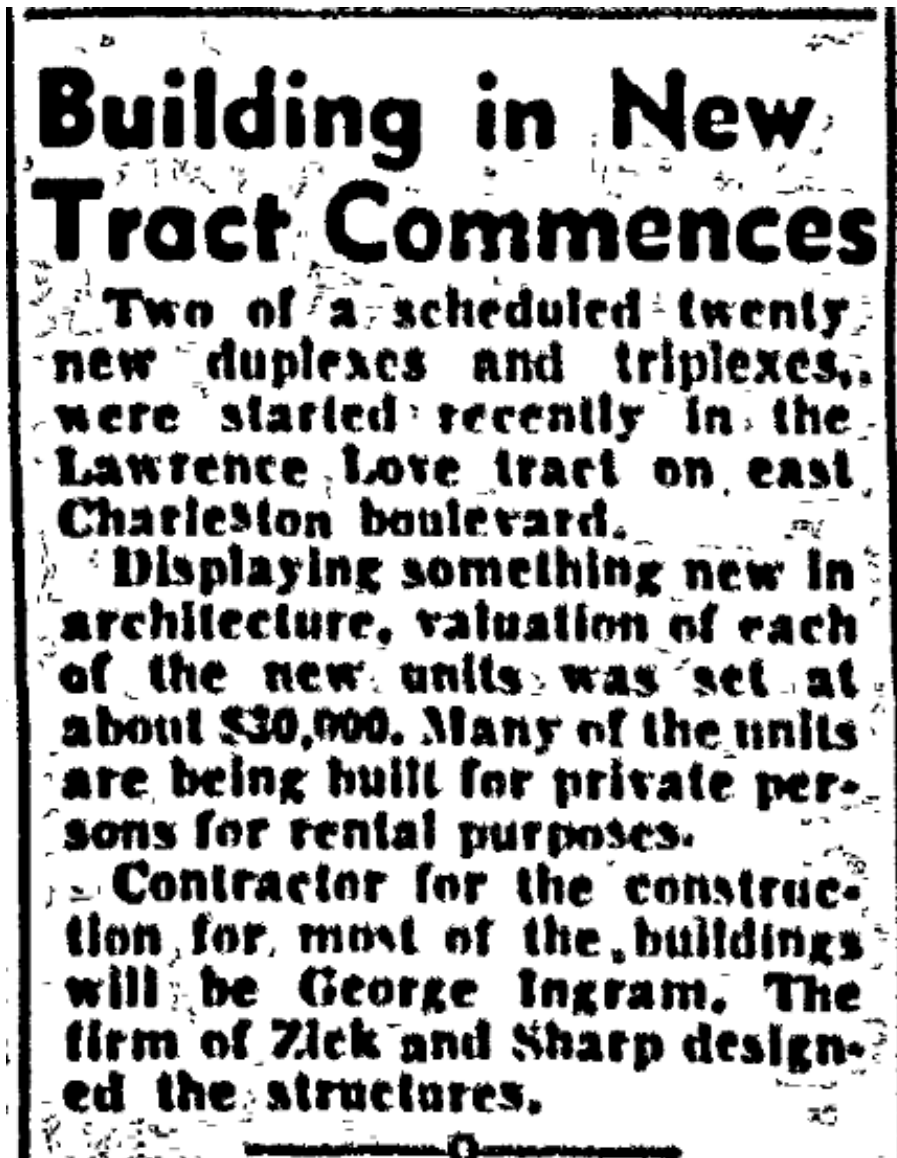 Building in New
Tract Commences
Two of a scheduled twenty
new duplexes and triplexes,
were started recently in the
Lawrence Love tract on east
Charleston boulevard.
Displaying something new in
architecture, valuation of each
of the new units was set at
about $30,000. Many of the units
are being built for private per-
sons for rental purposes.
Contractor for the construc-
tion for most of the buildings
will be George Ingram. The
firm of Zick and Sharp design-
ed the structures.